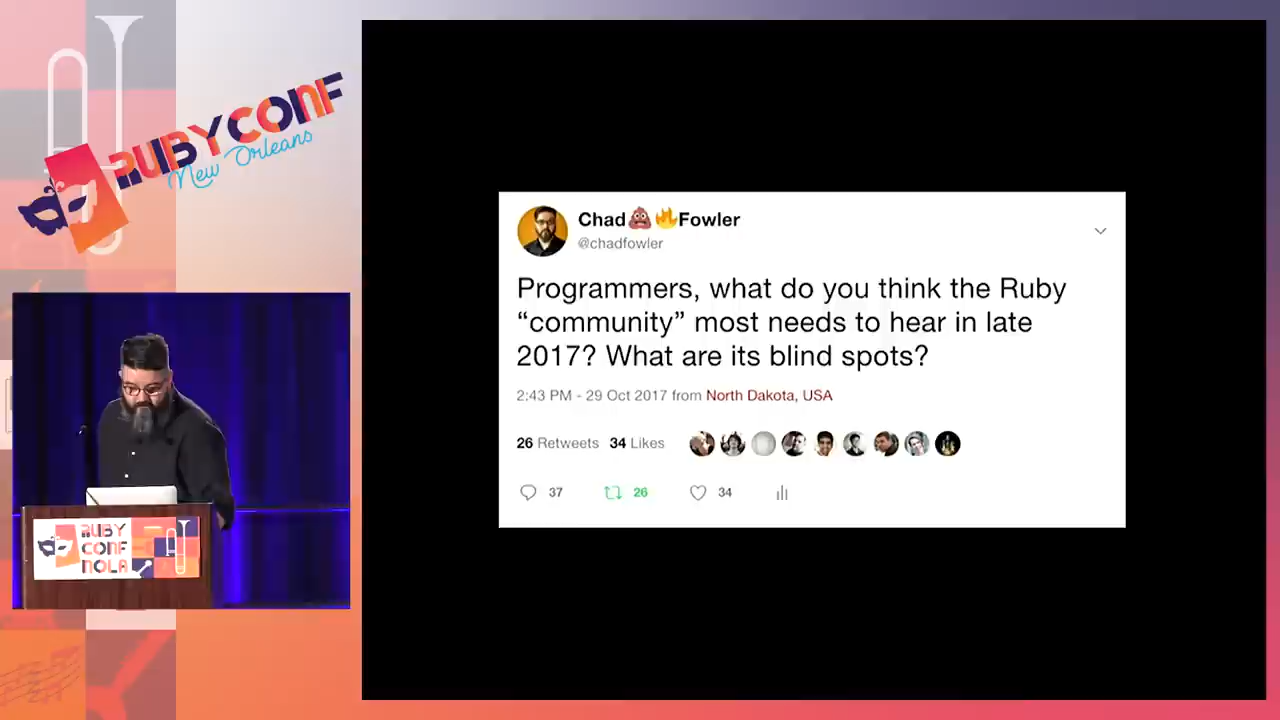 RUBYCONF
New Orleans
RUBY
CONF
NOLA
Chad💩🔥Fowler
@chadfowler
Programmers, what do you think the Ruby
“community” most needs to hear in late
2017? What are its blind spots?
2:43 PM - 29 Oct 2017 from North Dakota, USA
26 Retweets 34 Likes
37 26 34